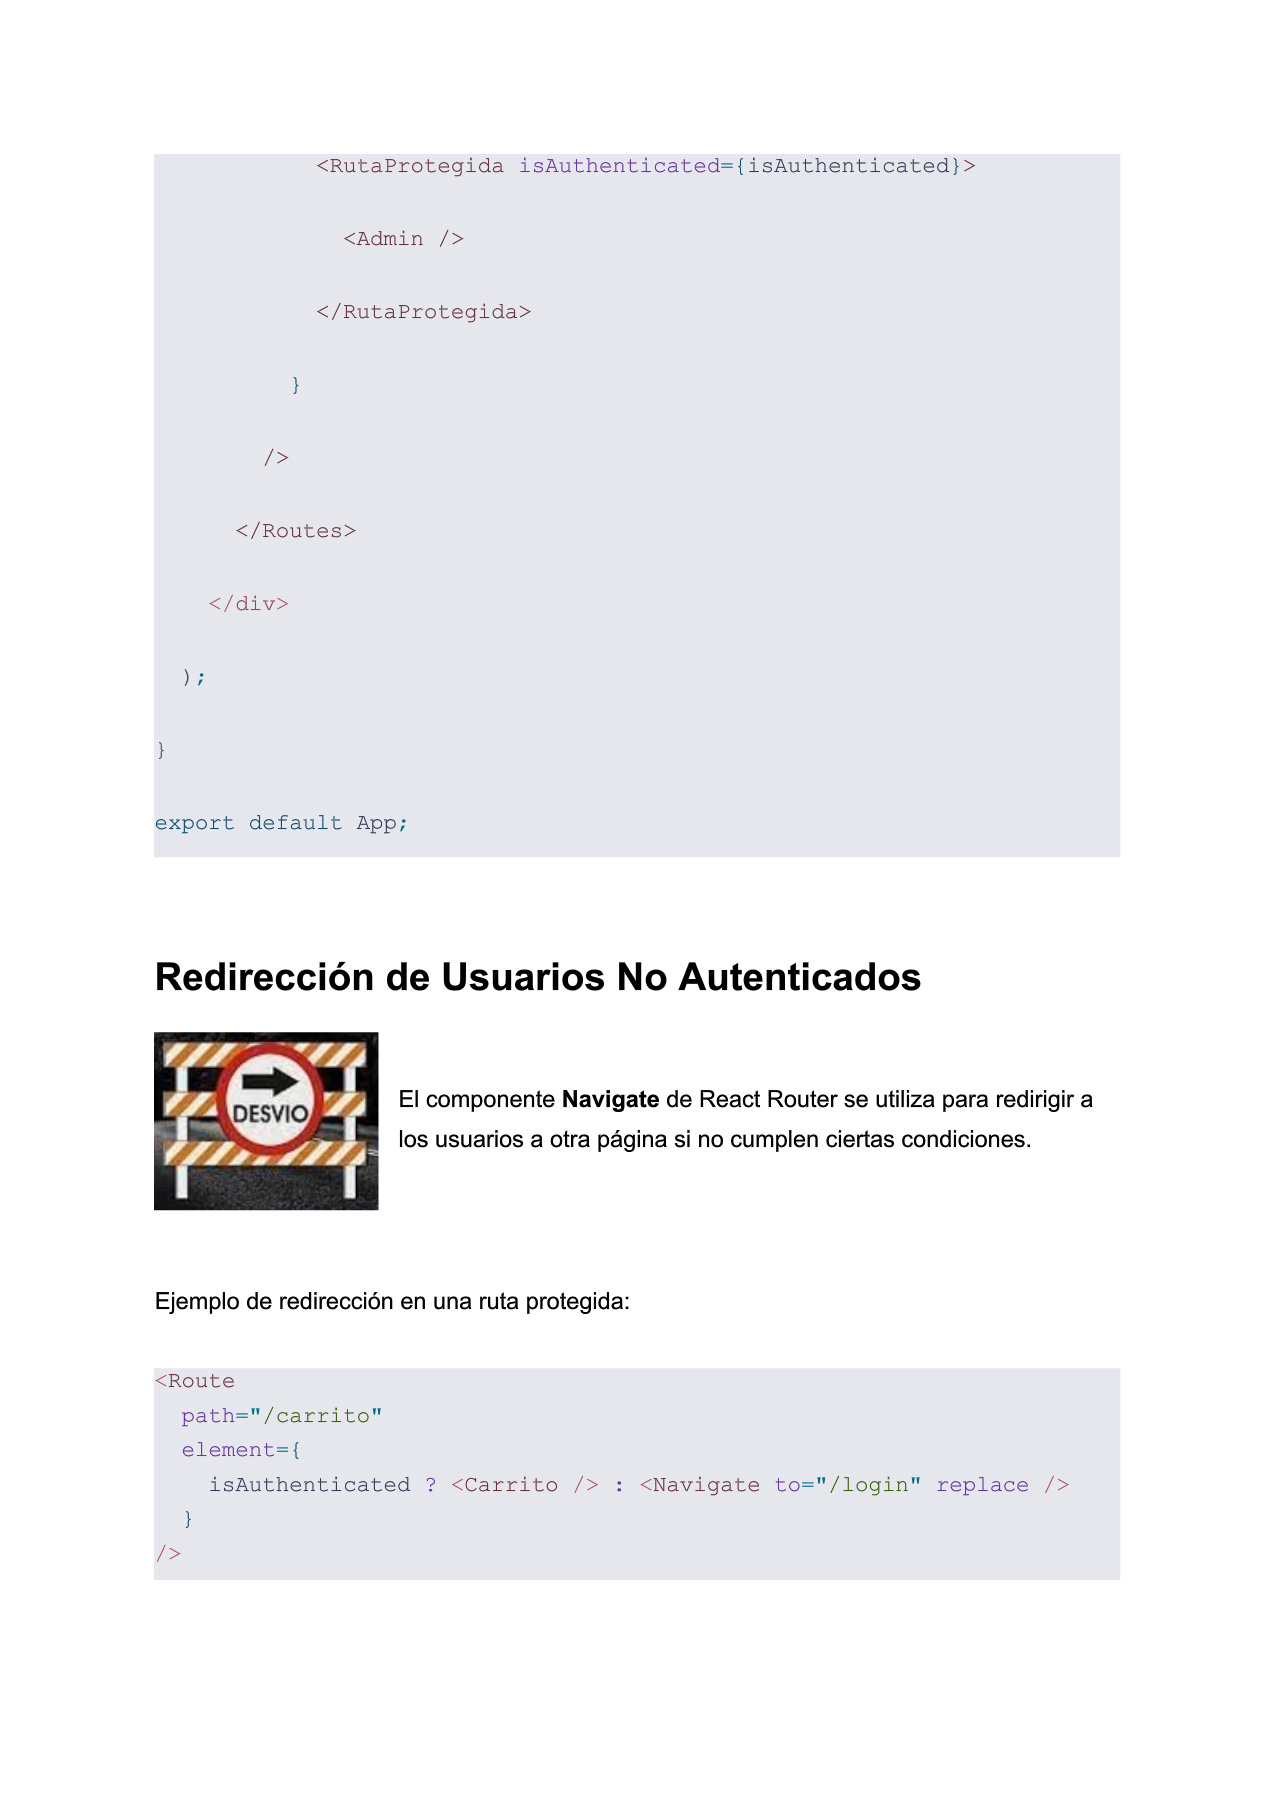 <RutaProtegida isAuthenticated={isAuthenticated}>
<Admin />
</RutaProtegida>
}
/>
</Routes>
</div>
);
}
export default App;
Redirección de Usuarios No Autenticados
DESVIO
El componente Navigate de React Router se utiliza para redirigir a
los usuarios a otra página si no cumplen ciertas condiciones.
Ejemplo de redirección en una ruta protegida:
<Route
path="/carrito"
element={
isAuthenticated ? <Carrito /> : <Navigate to="/login" replace />
}
/>